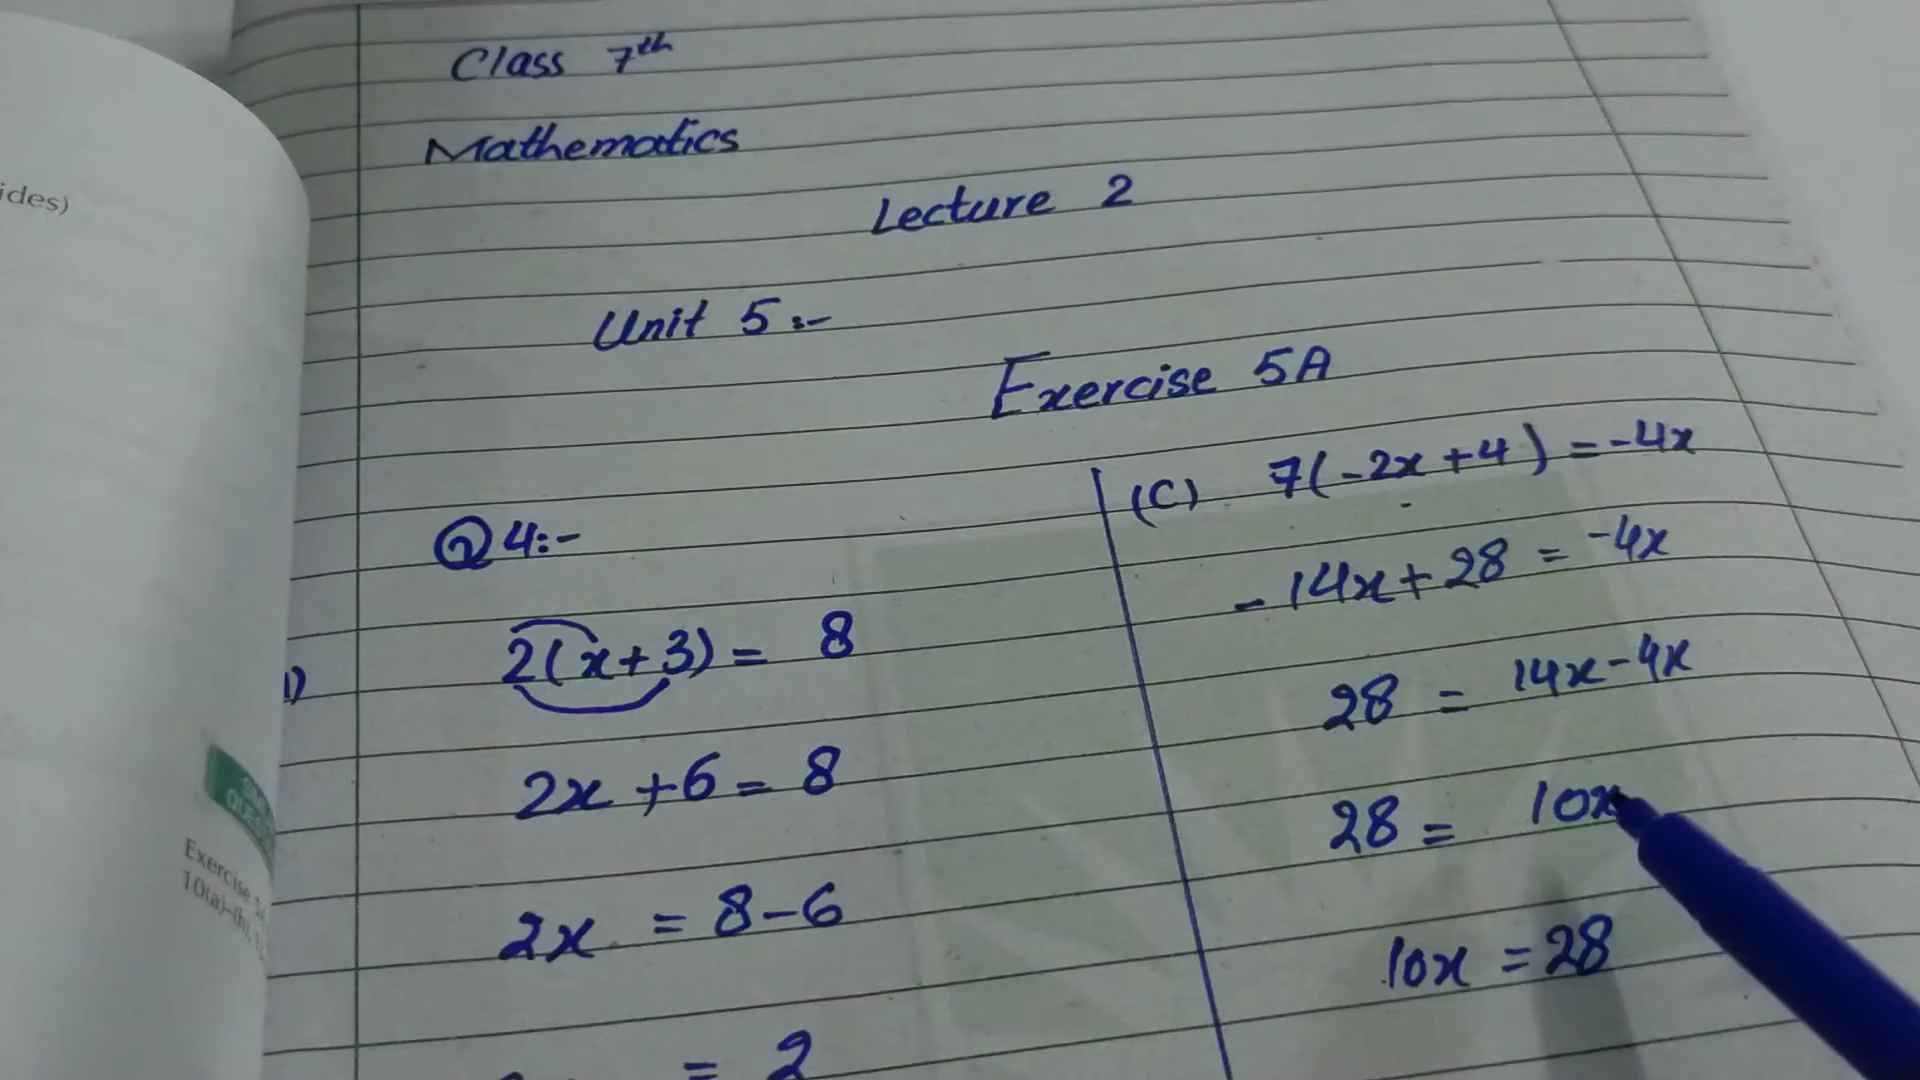 ides)
Class 7th
Mathematics
Lecture 2
Unit 5:-
Exercise 5A
Q4:-
2(x+3) = 8
2x +6 = 8
2x = 8-6
= 2
(C) 7(-2x +4) = -4x
-14x + 28 = -4x
28 = 14x-4x
28 = 10x
10x = 28
Exercise
10(a)-(h),